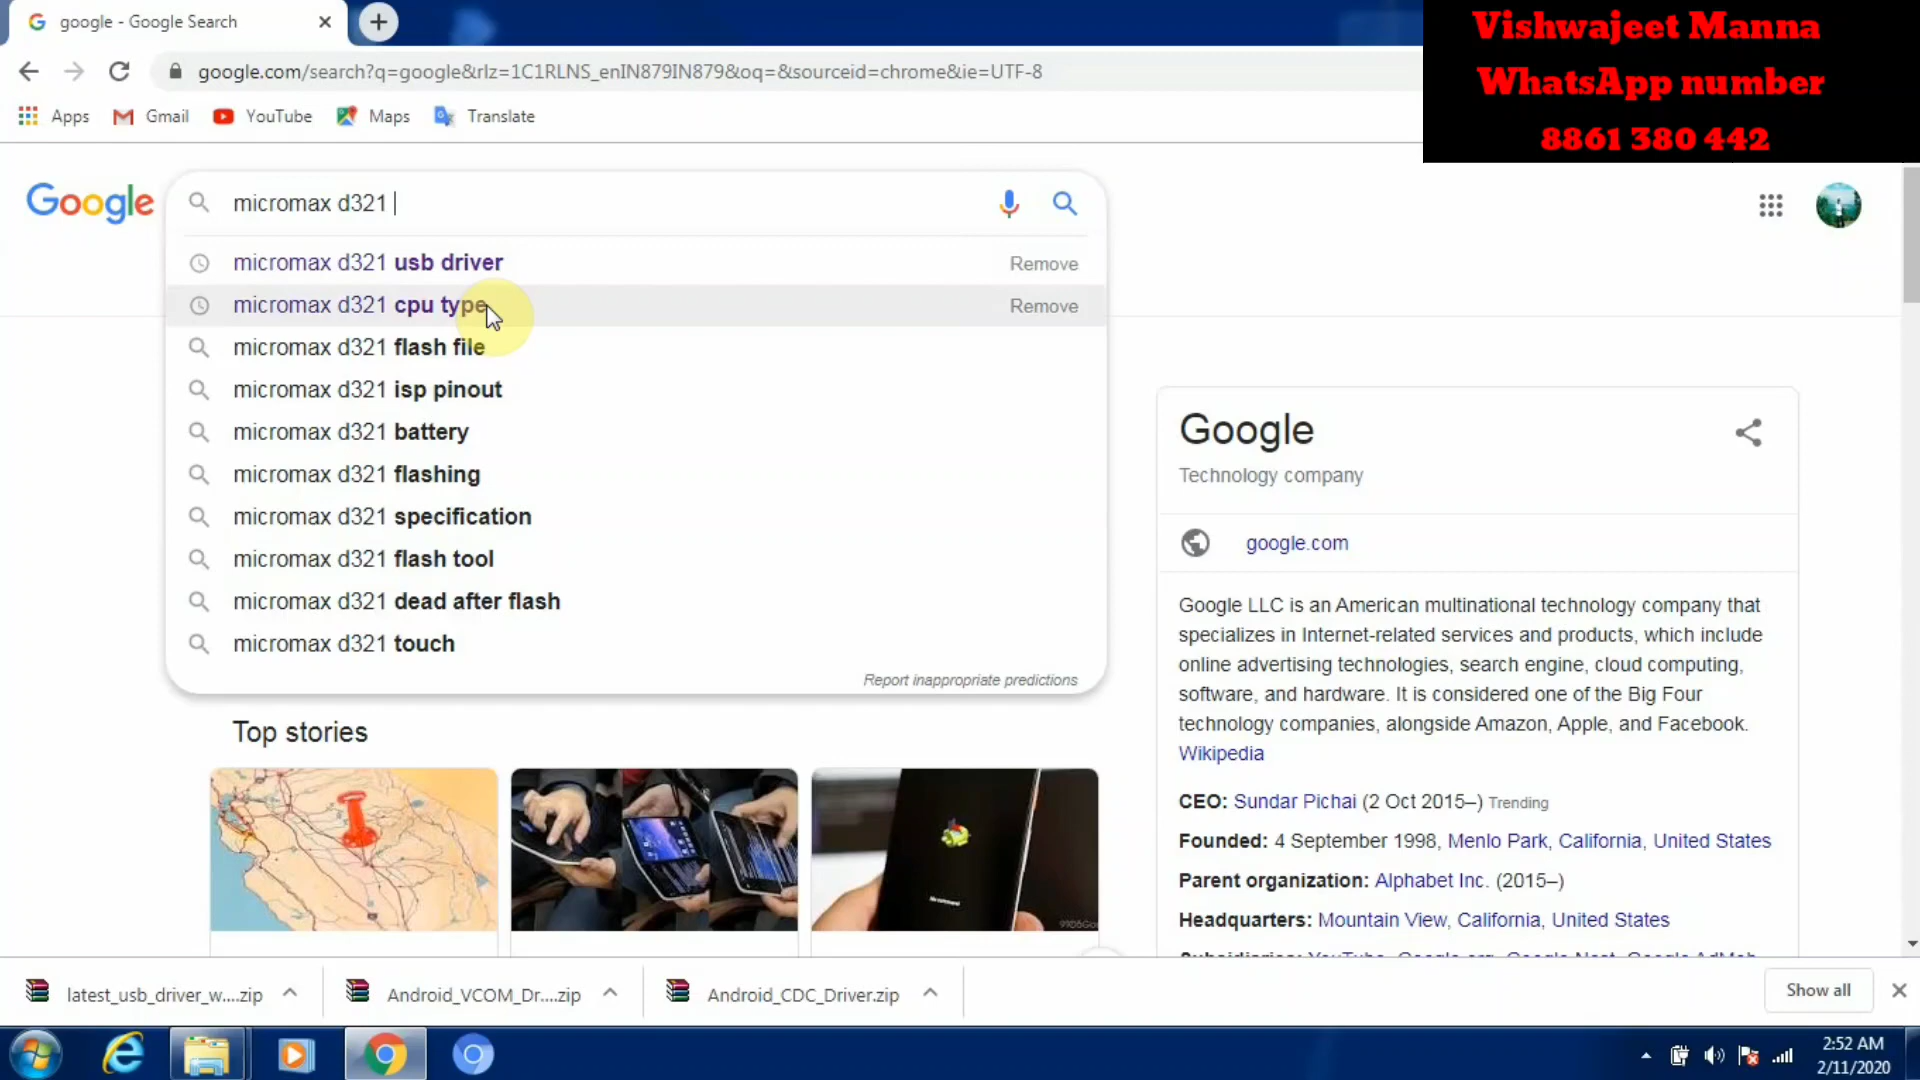 google - Google Search
Vishwajeet Manna
WhatsApp number
8861 380 442
google.com/search?q=google&rlz=1C1RLNS_enIN879IN879&oq=&sourceid=chrome&ie=UTF-8
Apps
Gmail
YouTube
Maps
Translate
Google
micromax d321
micromax d321 usb driver
Remove
micromax d321 cpu type
Remove
micromax d321 flash file
micromax d321 isp pinout
micromax d321 battery
micromax d321 flashing
micromax d321 specification
micromax d321 flash tool
micromax d321 dead after flash
micromax d321 touch
Report inappropriate predictions
Top stories
Google
Technology company
google.com
Google LLC is an American multinational technology company that
specializes in Internet-related services and products, which include
online advertising technologies, search engine, cloud computing,
software, and hardware. It is considered one of the Big Four
technology companies, alongside Amazon, Apple, and Facebook.
Wikipedia
CEO: Sundar Pichai (2 Oct 2015–) Trending
Founded: 4 September 1998, Menlo Park, California, United States
Parent organization: Alphabet Inc. (2015–)
Headquarters: Mountain View, California, United States
latest_usb_driver_w....zip
Android_VCOM_Dr....zip
Android_CDC_Driver.zip
Show all
2:52 AM
2/11/2020